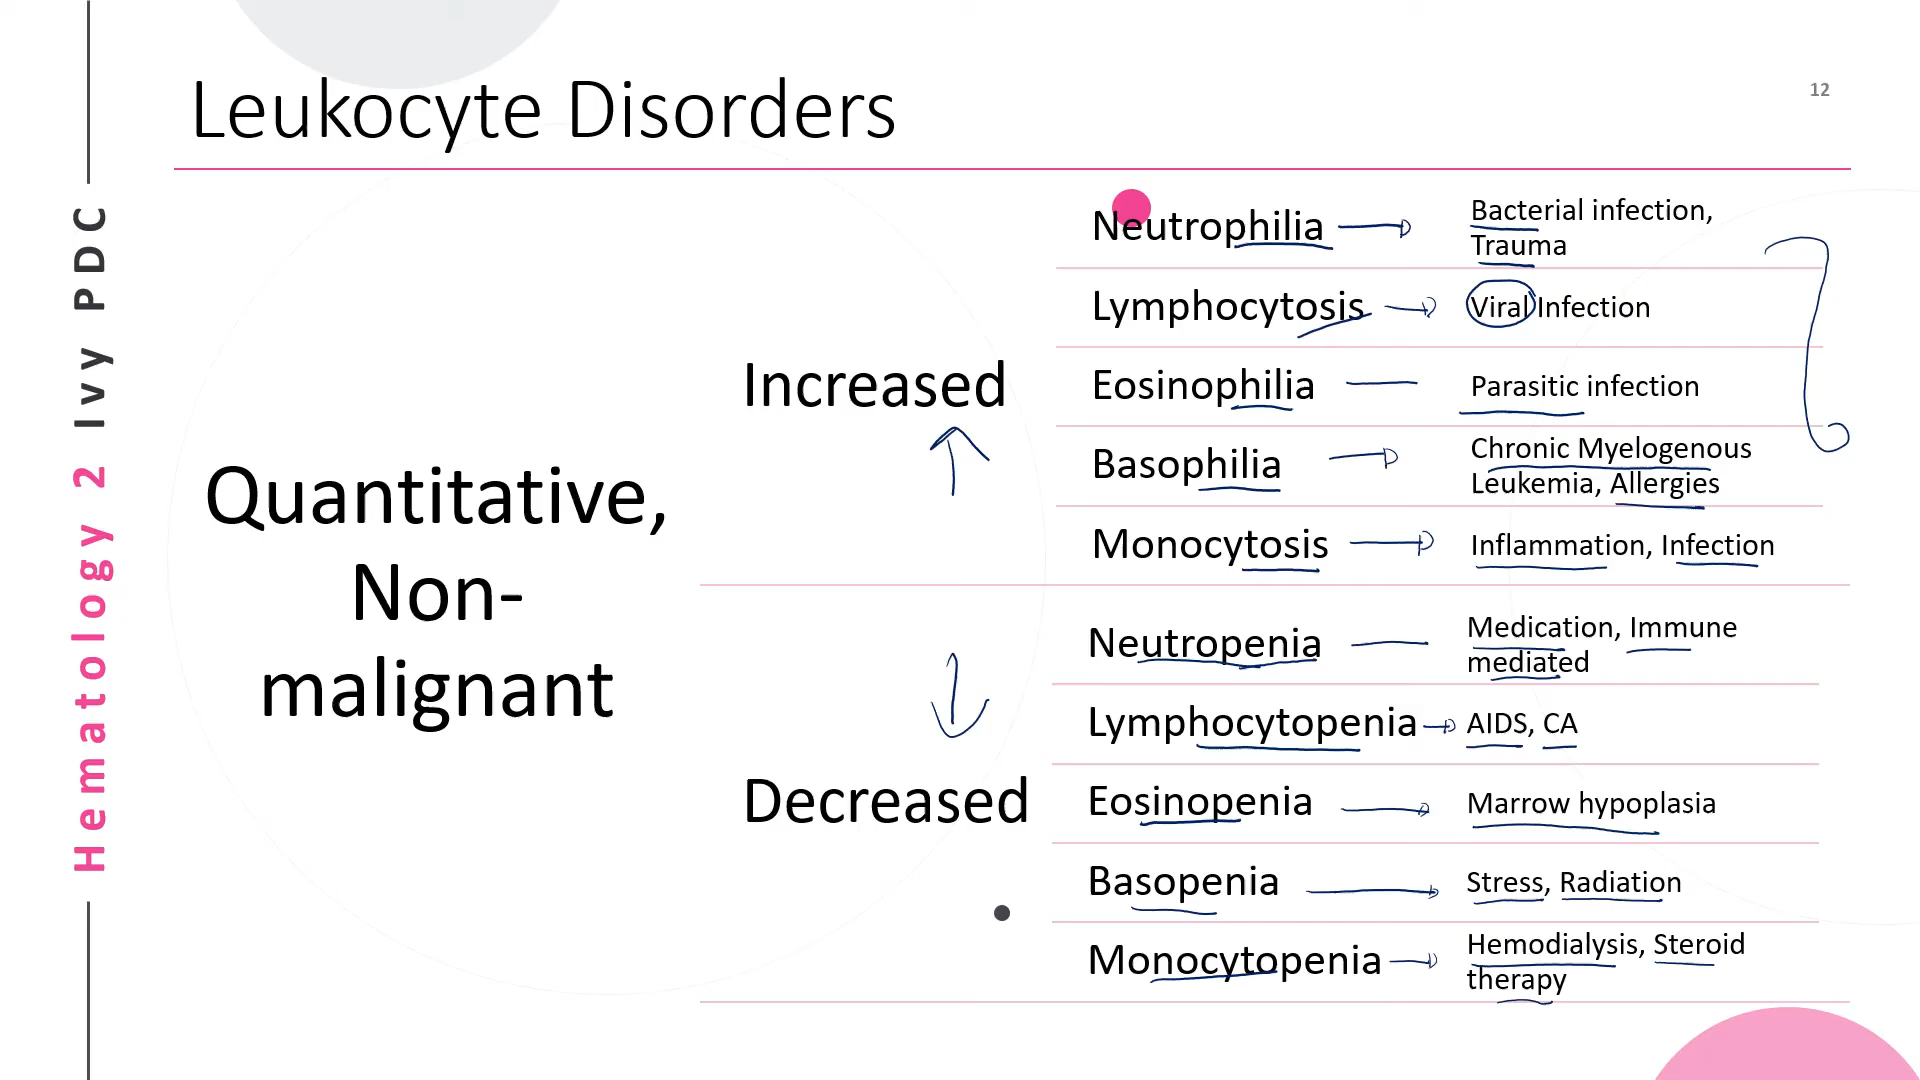 Leukocyte Disorders
12
Hematology 2 Ivy PDC
Quantitative,
Non-
malignant
Increased
Neutrophilia
Bacterial infection,
Trauma
Lymphocytosis
Viral Infection
Eosinophilia
Parasitic infection
Basophilia
Chronic Myelogenous
Leukemia, Allergies
Monocytosis
Inflammation, Infection
Decreased
Neutropenia
Medication, Immune
mediated
Lymphocytopenia
AIDS, CA
Eosinopenia
Marrow hypoplasia
Basopenia
Stress, Radiation
Monocytopenia
Hemodialysis, Steroid
therapy